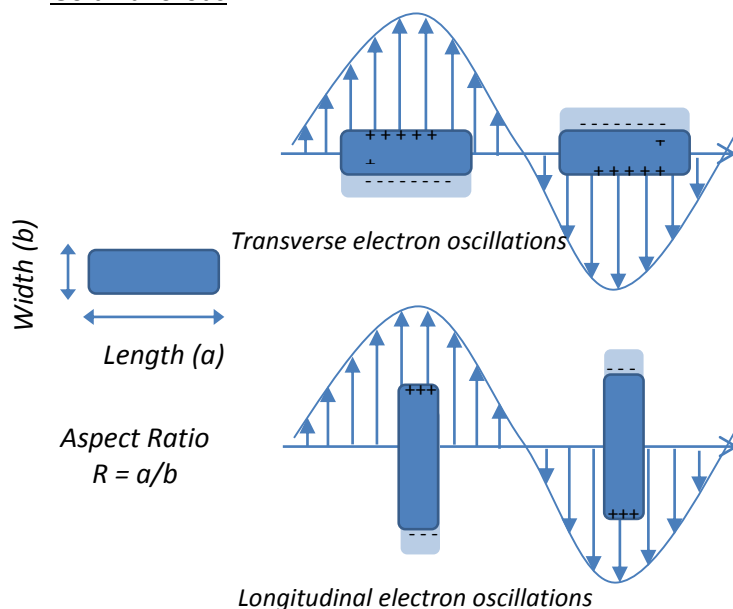 + + + + +
- - - - - - - -
- - - - - - - -
+ + + + +
Transverse electron oscillations
Width (b)
Length (a)
Aspect Ratio
R = a/b
+++
- - -
- - -
+++
Longitudinal electron oscillations